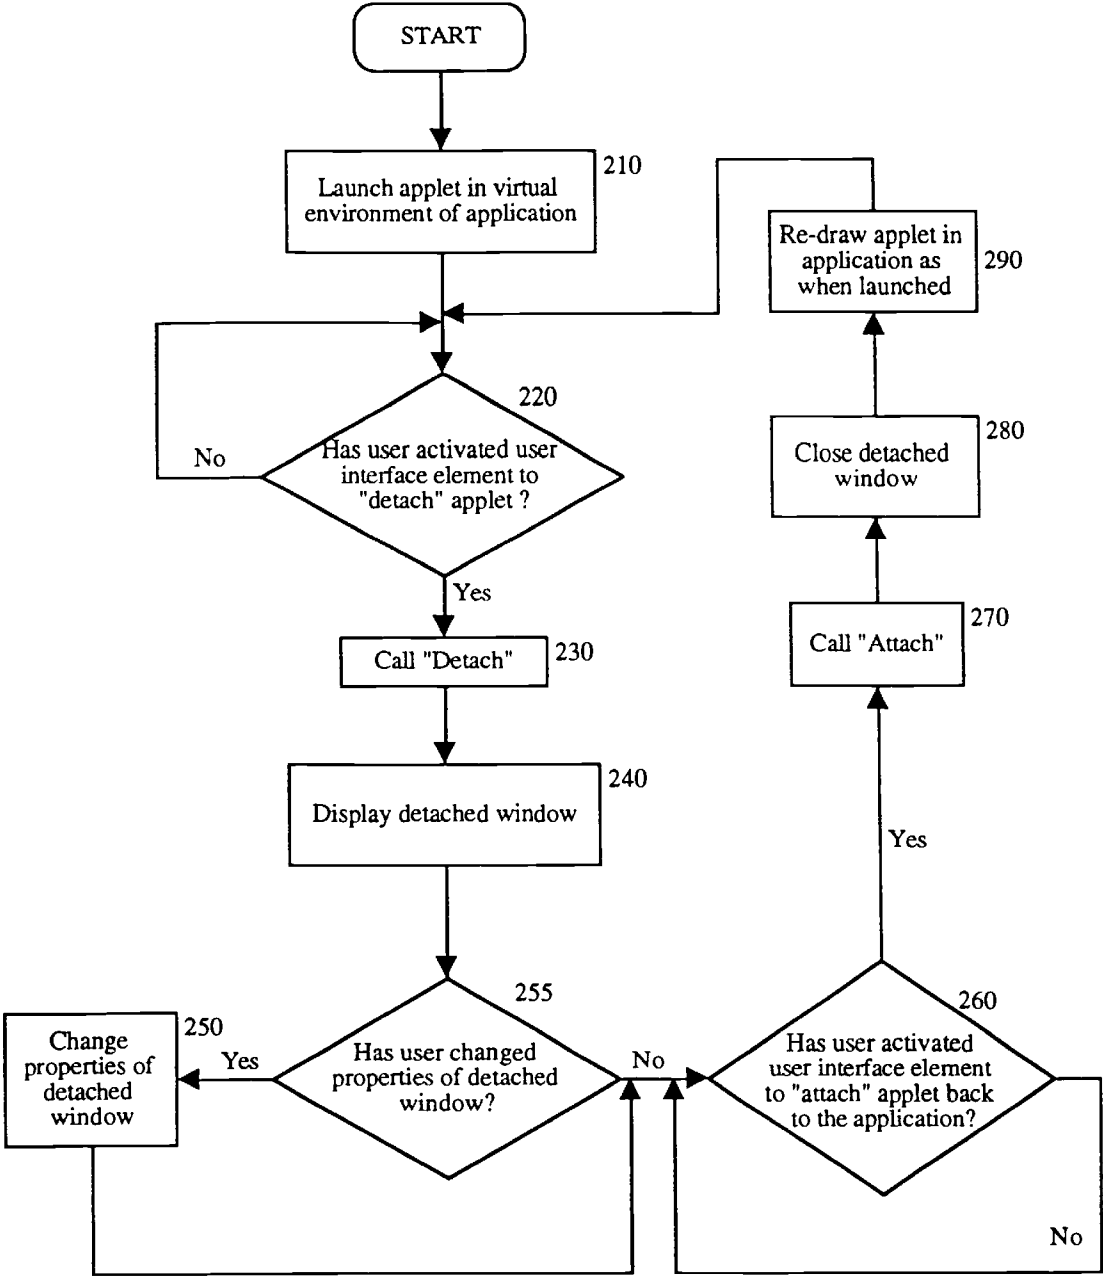 START
210
Launch applet in virtual
environment of application
Re-draw applet in
application as
when launched
290
220
Has user activated user
interface element to
"detach" applet ?
No
Yes
280
Close detached
window
270
Call "Attach"
Call "Detach"
230
240
Display detached window
Yes
255
Has user changed
properties of detached
window?
Yes
No
250
Change
properties of
detached
window
260
Has user activated
user interface element
to "attach" applet back
to the application?
No